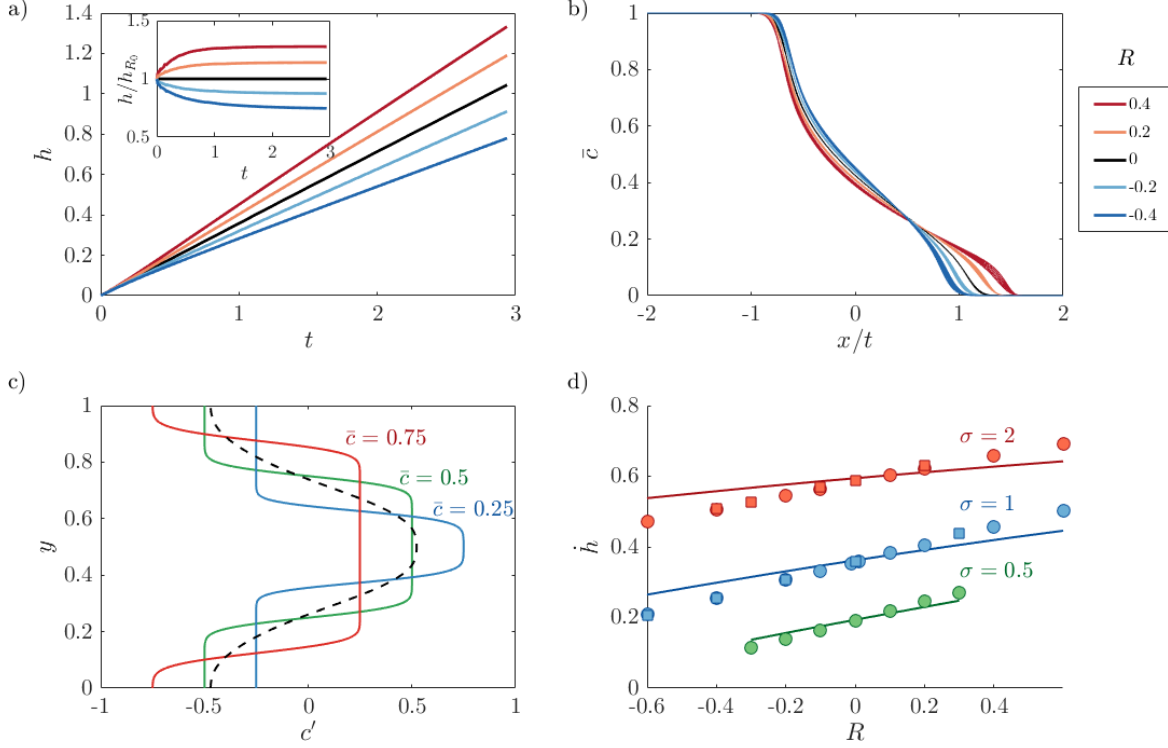 a)
1.4
1.2
1
0.8
0.6
0.4
0.2
0
h
0
1
2
3
t
1.5
1
0.5
h/h_{R_0}
0
1
2
3
t
b)
1
0.8
0.6
0.4
0.2
0
c̄
-2
-1
0
1
2
x/t
R
0.4
0.2
0
-0.2
-0.4
c)
1
0.8
0.6
0.4
0.2
0
y
c̄ = 0.75
c̄ = 0.5
c̄ = 0.25
-1
-0.5
0
0.5
1
c′
d)
0.8
0.6
0.4
0.2
0
ḣ
σ = 2
σ = 1
σ = 0.5
-0.6
-0.4
-0.2
0
0.2
0.4
R